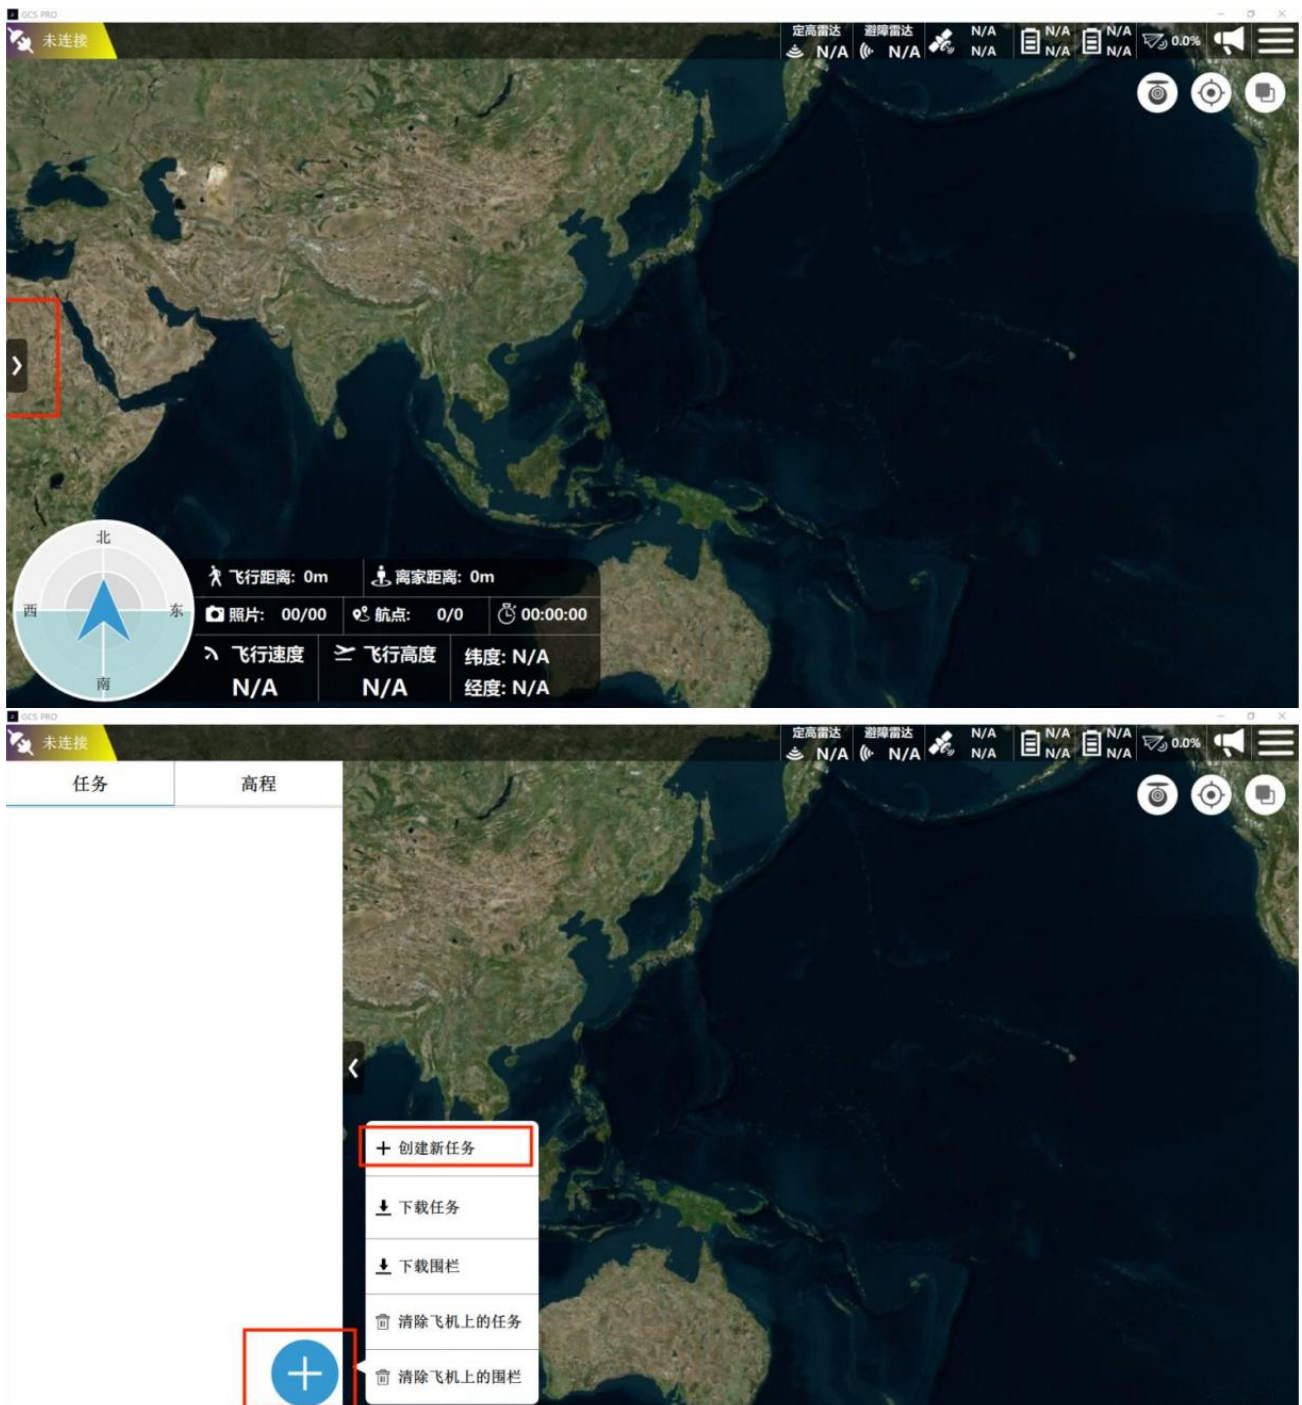 GCS PRO
未连接
定高雷达 避障雷达 N/A N/A N/A
N/A N/A N/A N/A N/A 0.0%
北
西 东
南
飞行距离: 0m 离家距离: 0m
照片: 00/00 航点: 0/0 00:00:00
飞行速度 飞行高度 纬度: N/A
N/A N/A 经度: N/A
GCS PRO
未连接
定高雷达 避障雷达 N/A N/A N/A
N/A N/A N/A N/A N/A 0.0%
任务 高程
创建新任务
下载任务
下载围栏
清除飞机上的任务
清除飞机上的围栏